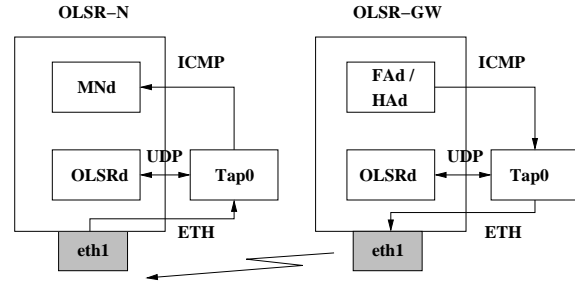 OLSR–N
ICMP
MNd
UDP
OLSRd
Tap0
ETH
eth1
OLSR–GW
ICMP
FAd /
HAd
UDP
OLSRd
Tap0
ETH
eth1